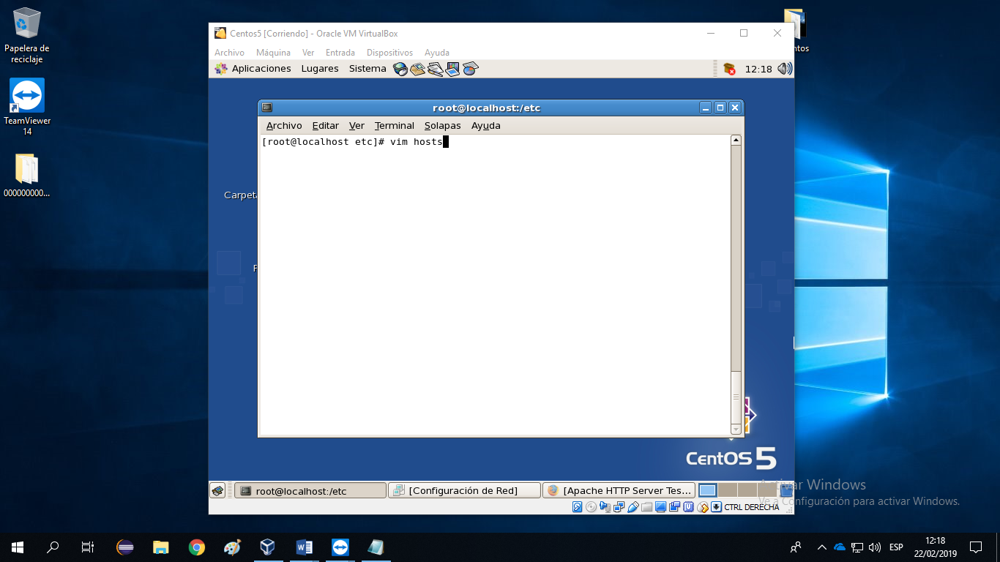 Papelera de
reciclaje
TeamViewer
14
000000000...
Centos5 [Corriendo] - Oracle VM VirtualBox
Archivo Máquina Ver Entrada Dispositivos Ayuda
Aplicaciones Lugares Sistema 12:18
root@localhost:/etc
Archivo Editar Ver Terminal Solapas Ayuda
[root@localhost etc]# vim hosts
Carpeta
CentOS 5
root@localhost:/etc [Configuración de Red] [Apache HTTP Server Tes...
CTRL DERECHA
Activar Windows
Ve a Configuración para activar Windows.
ESP
12:18
22/02/2019